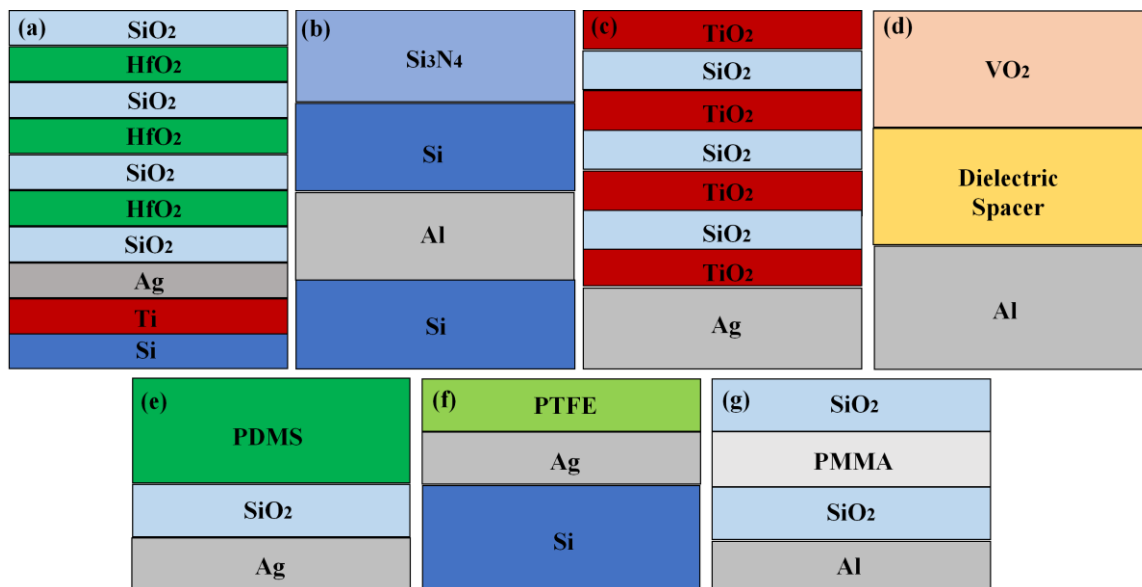 (a)
SiO₂
HfO₂
SiO₂
HfO₂
SiO₂
HfO₂
SiO₂
Ag
Ti
Si
(b)
Si₃N₄
Si
Al
Si
(c)
TiO₂
SiO₂
TiO₂
SiO₂
TiO₂
SiO₂
TiO₂
Ag
(d)
VO₂
Dielectric
Spacer
Al
(e)
PDMS
SiO₂
Ag
(f)
PTFE
Ag
Si
(g)
SiO₂
PMMA
SiO₂
Al